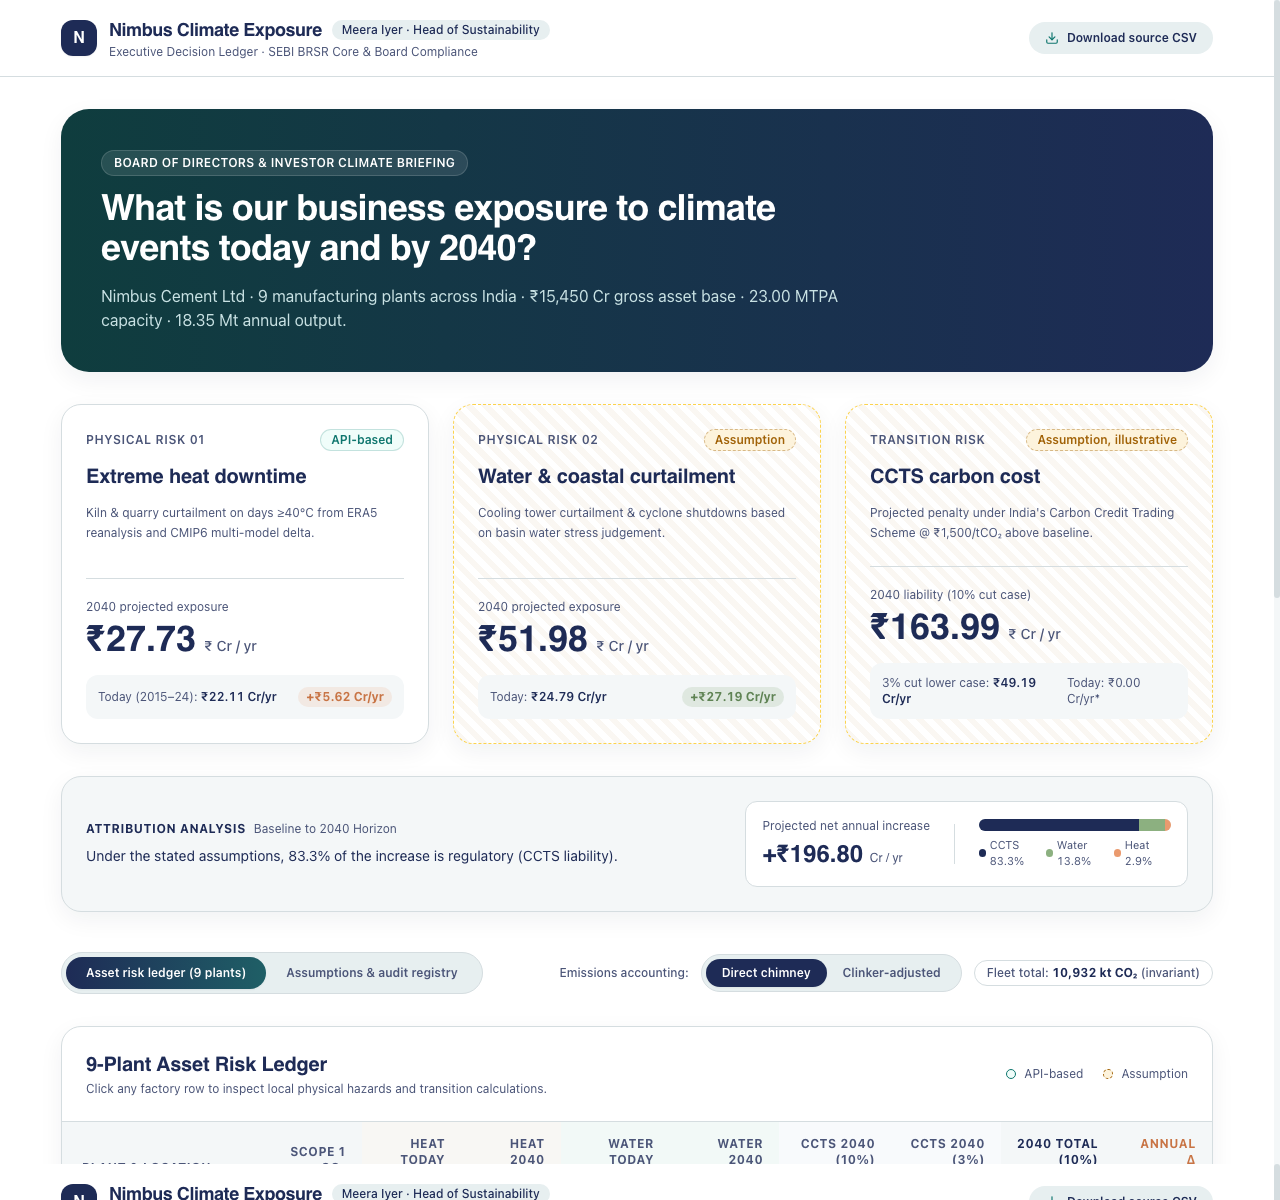 N
Nimbus Climate Exposure
Meera Iyer · Head of Sustainability
Executive Decision Ledger · SEBI BRSR Core & Board Compliance
Download source CSV
BOARD OF DIRECTORS & INVESTOR CLIMATE BRIEFING
What is our business exposure to climate
events today and by 2040?
Nimbus Cement Ltd · 9 manufacturing plants across India · ₹15,450 Cr gross asset base · 23.00 MTPA
capacity · 18.35 Mt annual output.
PHYSICAL RISK 01
API-based
Extreme heat downtime
Kiln & quarry curtailment on days ≥40°C from ERA5
reanalysis and CMIP6 multi-model delta.
2040 projected exposure
₹27.73 ₹ Cr / yr
Today (2015–24): ₹22.11 Cr/yr
+₹5.62 Cr/yr
PHYSICAL RISK 02
Assumption
Water & coastal curtailment
Cooling tower curtailment & cyclone shutdowns based
on basin water stress judgement.
2040 projected exposure
₹51.98 ₹ Cr / yr
Today: ₹24.79 Cr/yr
+₹27.19 Cr/yr
TRANSITION RISK
Assumption, illustrative
CCTS carbon cost
Projected penalty under India's Carbon Credit Trading
Scheme @ ₹1,500/tCO₂ above baseline.
2040 liability (10% cut case)
₹163.99 ₹ Cr / yr
3% cut lower case: ₹49.19
Cr/yr
Today: ₹0.00
Cr/yr*
ATTRIBUTION ANALYSIS Baseline to 2040 Horizon
Under the stated assumptions, 83.3% of the increase is regulatory (CCTS liability).
Projected net annual increase
+₹196.80 Cr / yr
CCTS
83.3%
Water
13.8%
Heat
2.9%
Asset risk ledger (9 plants)
Assumptions & audit registry
Emissions accounting:
Direct chimney
Clinker-adjusted
Fleet total: 10,932 kt CO₂ (invariant)
9-Plant Asset Risk Ledger
Click any factory row to inspect local physical hazards and transition calculations.
API-based
Assumption
SCOPE 1
HEAT
TODAY
HEAT
2040
WATER
TODAY
WATER
2040
CCTS 2040
(10%)
CCTS 2040
(3%)
2040 TOTAL
(10%)
ANNUAL
Δ
N
Nimbus Climate Exposure
Meera Iyer · Head of Sustainability
Download source CSV